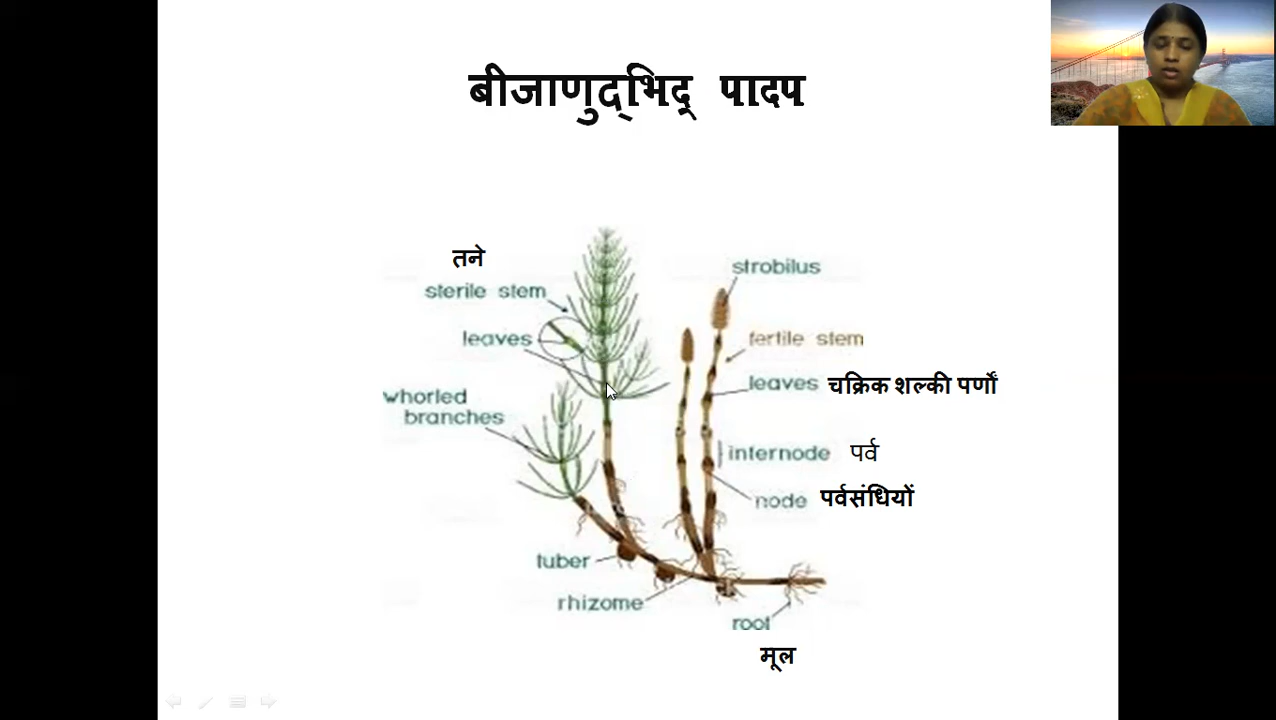 बीजाणुद्‌भिद् पादप
तने
sterile stem
leaves
whorled
branches
tuber
rhizome
strobilus
fertile stem
leaves चक्रिक शल्की पर्णों
internode पर्व
node पर्वसंधियों
root
मूल